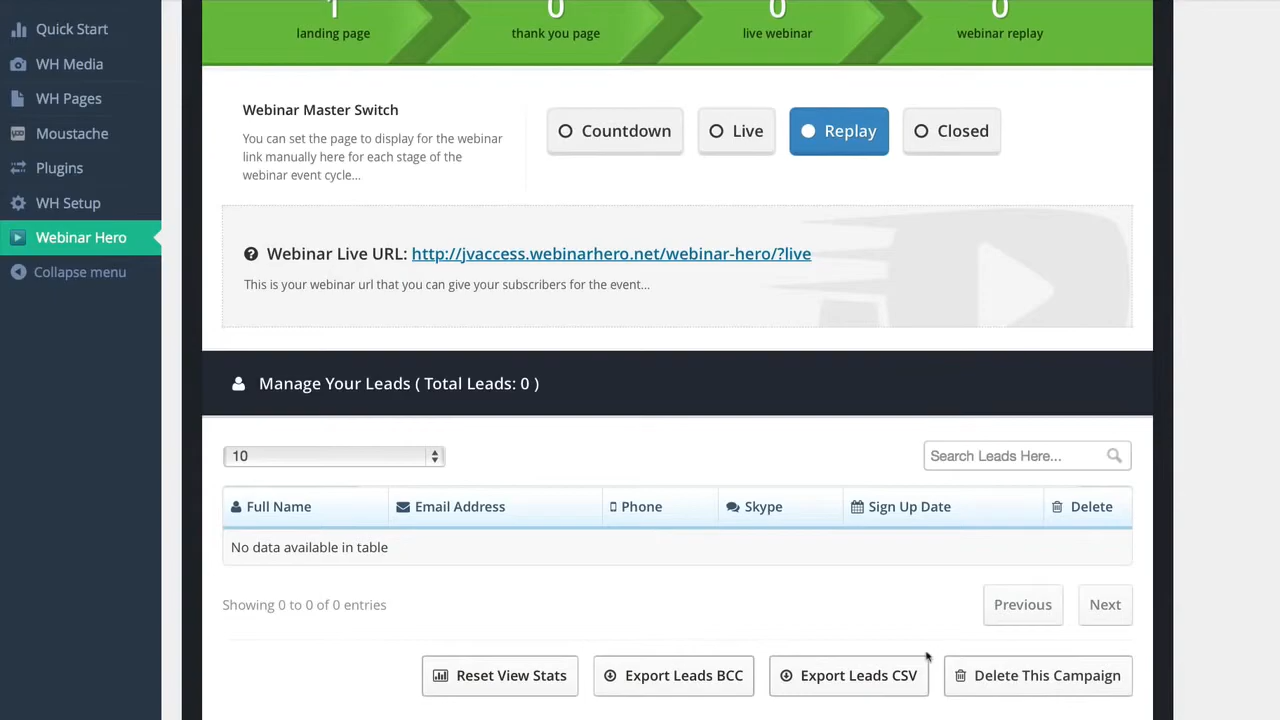 Quick Start
WH Media
WH Pages
Moustache
Plugins
WH Setup
Webinar Hero
Collapse menu
1 0 0 0
landing page thank you page live webinar webinar replay
Webinar Master Switch
You can set the page to display for the webinar
link manually here for each stage of the
webinar event cycle...
Countdown Live Replay Closed
Webinar Live URL: http://jvaccess.webinarhero.net/webinar-hero/?live
This is your webinar url that you can give your subscribers for the event...
Manage Your Leads ( Total Leads: 0 )
10 Search Leads Here...
Full Name Email Address Phone Skype Sign Up Date Delete
No data available in table
Showing 0 to 0 of 0 entries Previous Next
Reset View Stats Export Leads BCC Export Leads CSV Delete This Campaign